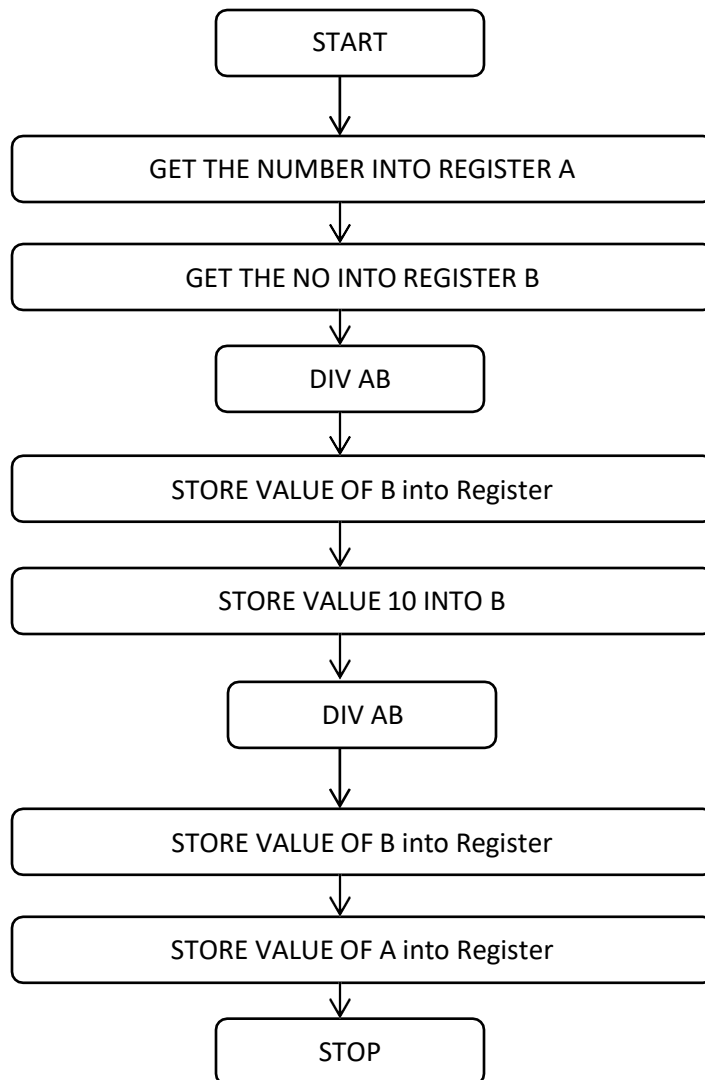 START
GET THE NUMBER INTO REGISTER A
GET THE NO INTO REGISTER B
DIV AB
STORE VALUE OF B into Register
STORE VALUE 10 INTO B
DIV AB
STORE VALUE OF B into Register
STORE VALUE OF A into Register
STOP